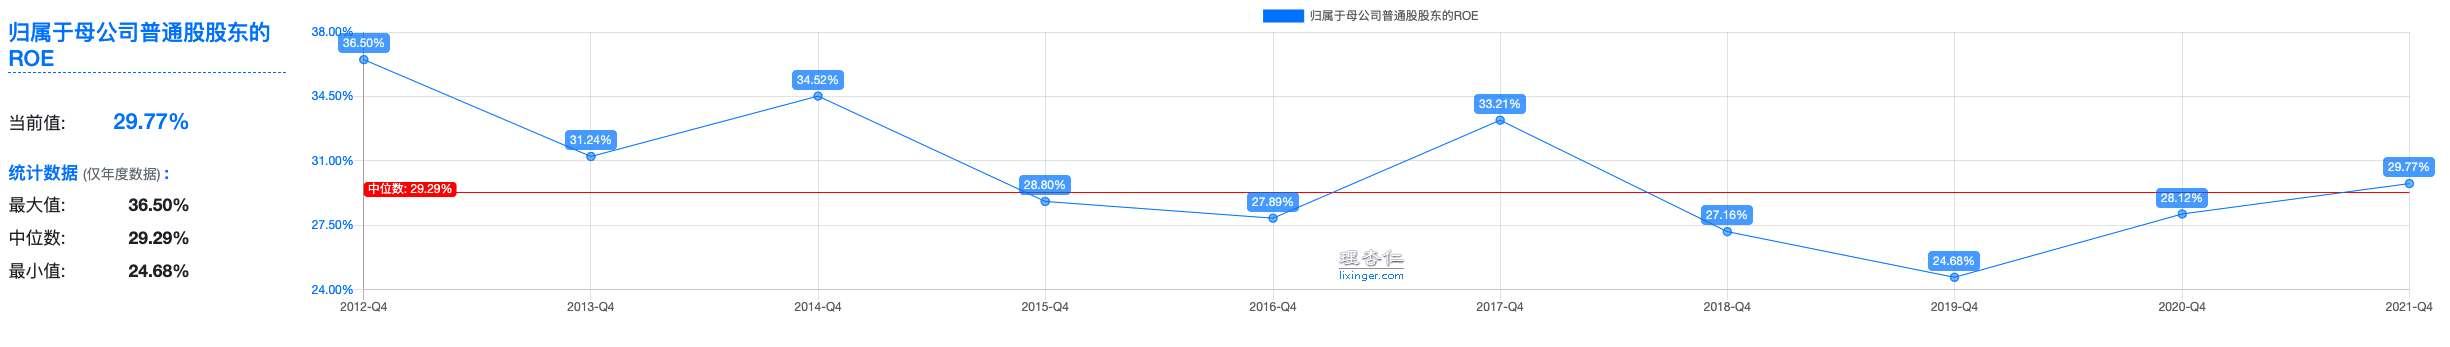 归属于母公司普通股股东的
ROE
当前值: 29.77%
统计数据 (仅年度数据) :
最大值: 36.50%
中位数: 29.29%
最小值: 24.68%
归属于母公司普通股股东的ROE
38.00%
34.50%
31.00%
27.50%
24.00%
36.50%
31.24%
34.52%
28.80%
27.89%
33.21%
27.16%
24.68%
28.12%
29.77%
中位数: 29.29%
理杏仁
lixinger.com
2012-Q4 2013-Q4 2014-Q4 2015-Q4 2016-Q4 2017-Q4 2018-Q4 2019-Q4 2020-Q4 2021-Q4